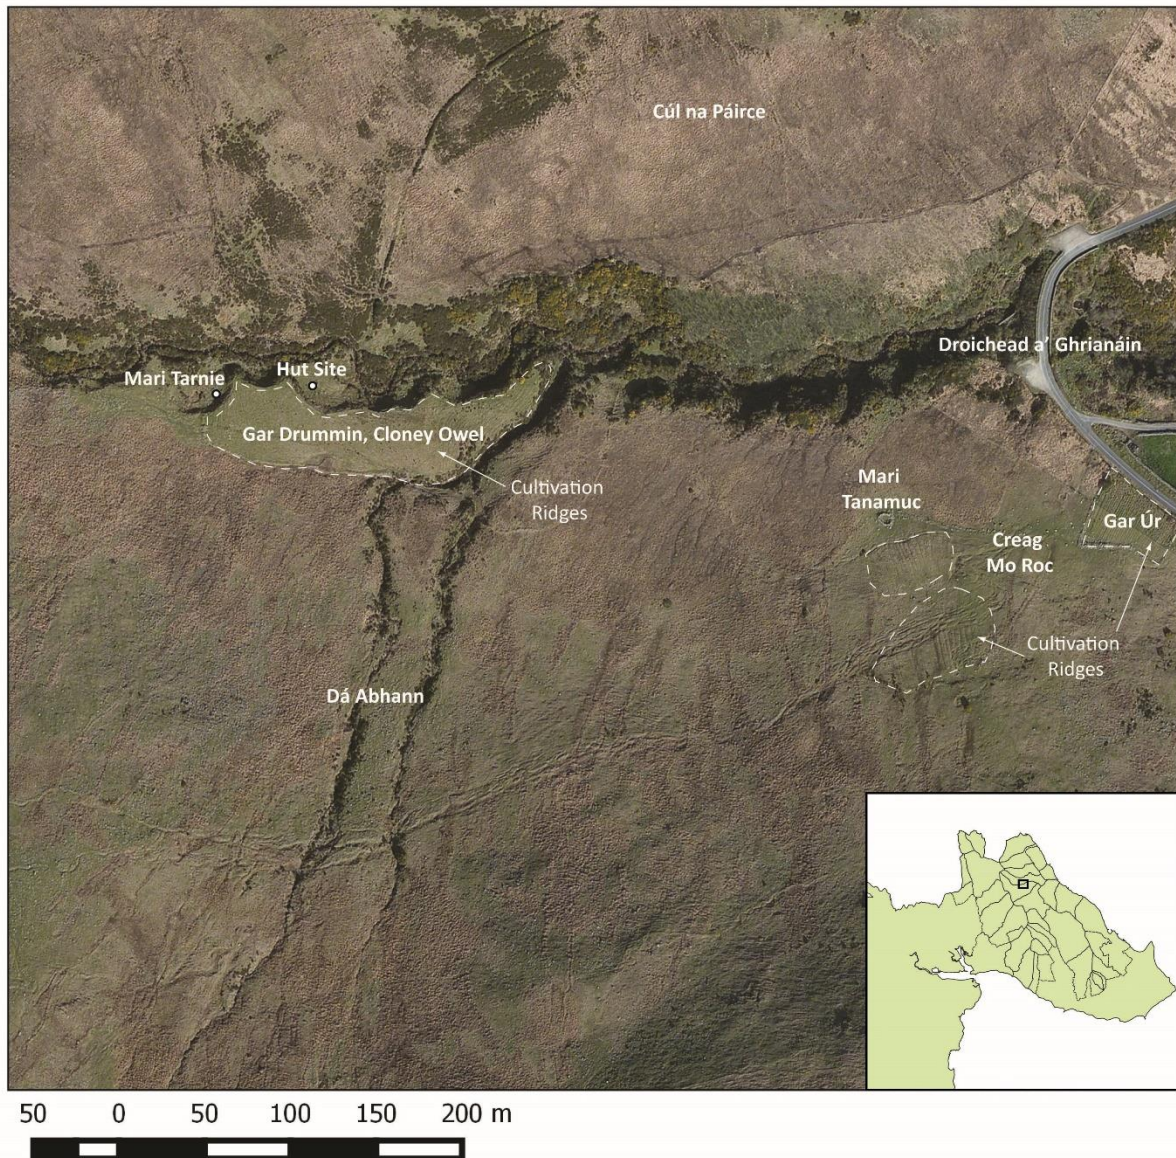 Cúl na Páirce
Droichead a' Ghrianáin
Mari Tarnie
Hut Site
Gar Drummin, Cloney Owel
Cultivation
Ridges
Mari
Tanamuc
Gar Úr
Creag
Mo Roc
Cultivation
Ridges
Dá Abhann
50 0 50 100 150 200 m